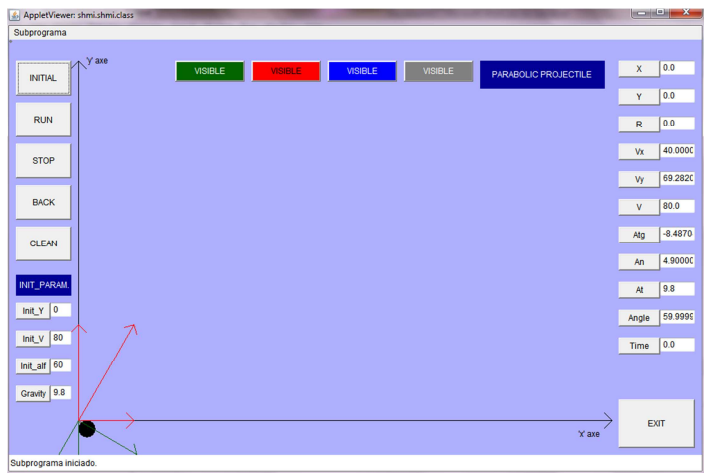 AppletViewer: shmi.shmi.class
Subprograma
'y' axe
VISIBLE VISIBLE VISIBLE VISIBLE PARABOLIC PROJECTILE
INITIAL
RUN
STOP
BACK
CLEAN
INIT_PARAM.
Init_Y 0
Init_V 80
Init_alf 60
Gravity 9.8
X 0.0
Y 0.0
R 0.0
Vx 40.0000
Vy 69.2820
V 80.0
Atg -8.4870
An 4.90000
At 9.8
Angle 59.9999
Time 0.0
'x' axe
EXIT
Subprograma iniciado.